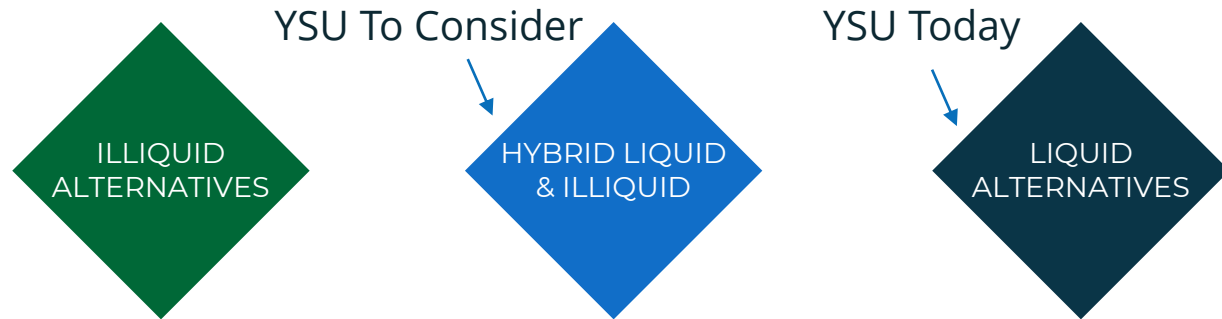 YSU To Consider
YSU Today
ILLIQUID
ALTERNATIVES
HYBRID LIQUID
& ILLIQUID
LIQUID
ALTERNATIVES